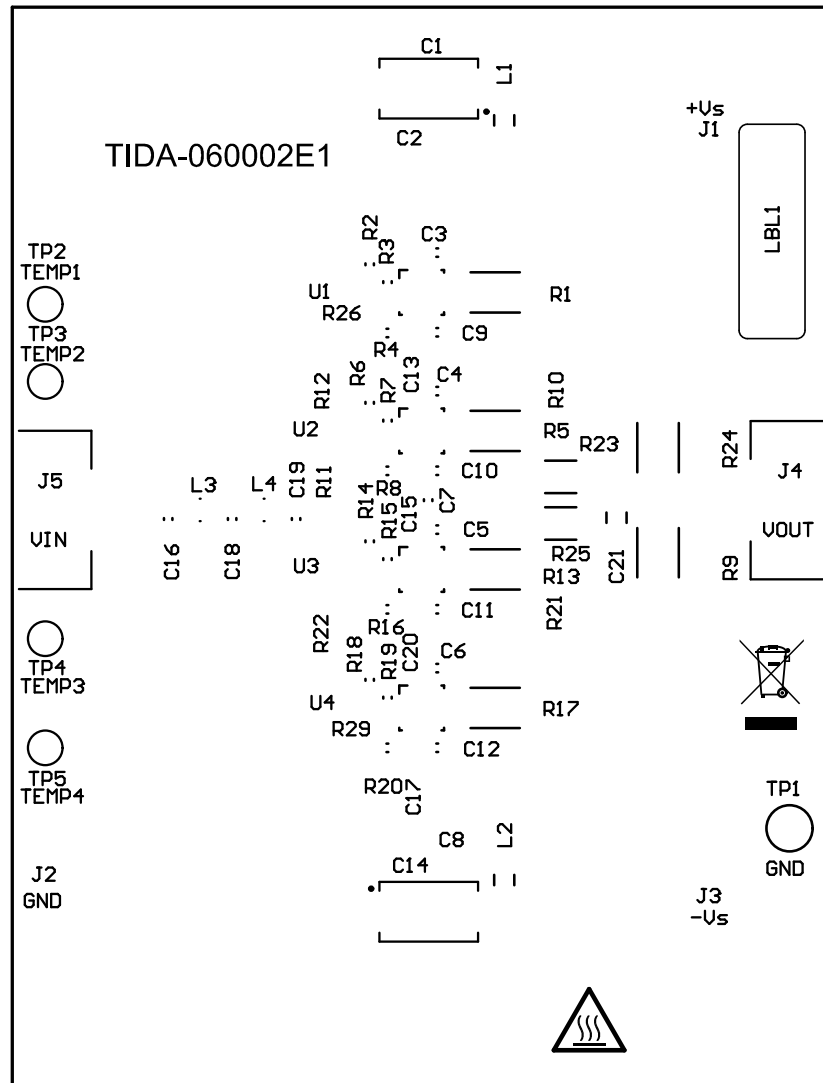 C1
L1
+Vs
J1
C2
TIDA-060002E1
LBL1
R2
C3
R3
TP2
TEMP1
U1
R1
R26
TP3
TEMP2
C9
R4
C13
C4
R6
R7
R12
R10
U2
R5
R23
R24
C10
J5
J4
L3
L4
C19
R11
R8
C7
R14
R15
C15
C5
VIN
VOUT
C16
C18
U3
R25
C21
R9
R13
C11
R21
R16
R22
R18
R19
C20
C6
TP4
TEMP3
U4
R17
R29
C12
TP5
TEMP4
R20
C17
TP1
C8
L2
C14
GND
J2
GND
J3
-Vs